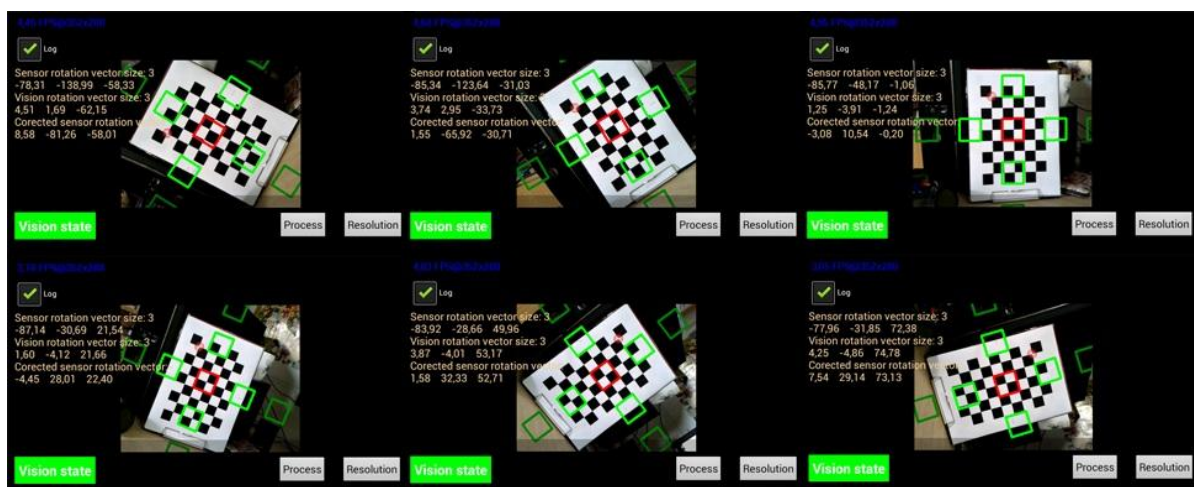 Log
Sensor rotation vector size: 3
-78,31 -138,99 -58,33
Vision rotation vector size: 3
4,51 1,69 -62,15
Corected sensor rotation vector
8,58 -81,26 -58,01
Vision state
Process
Resolution
Log
Sensor rotation vector size: 3
-85,34 -123,64 -31,03
Vision rotation vector size: 3
3,74 2,95 -33,73
Corected sensor rotation
1,55 -65,92 -30,71
Vision state
Process
Resolution
Log
Sensor rotation vector size: 3
-85,77 -48,17 -1,06
Vision rotation vector size: 3
1,25 -3,91 -1,24
Corected sensor rotation vector
-3,08 10,54 -0,20
Vision state
Process
Resolution
Log
Sensor rotation vector size: 3
-87,14 -30,69 21,54
Vision rotation vector size: 3
1,60 -4,12 21,66
Corected sensor rotation vector
-4,45 28,01 22,40
Vision state
Process
Resolution
Log
Sensor rotation vector size: 3
-83,92 -28,66 49,96
Vision rotation vector size: 3
3,87 -4,01 53,17
Corected sensor rotation
1,58 32,33 52,71
Vision state
Process
Resolution
Log
Sensor rotation vector size: 3
-77,96 -31,85 72,38
Vision rotation vector size: 3
4,25 -4,86 74,78
Corected sensor rotation vector
7,54 29,14 73,13
Vision state
Process
Resolution